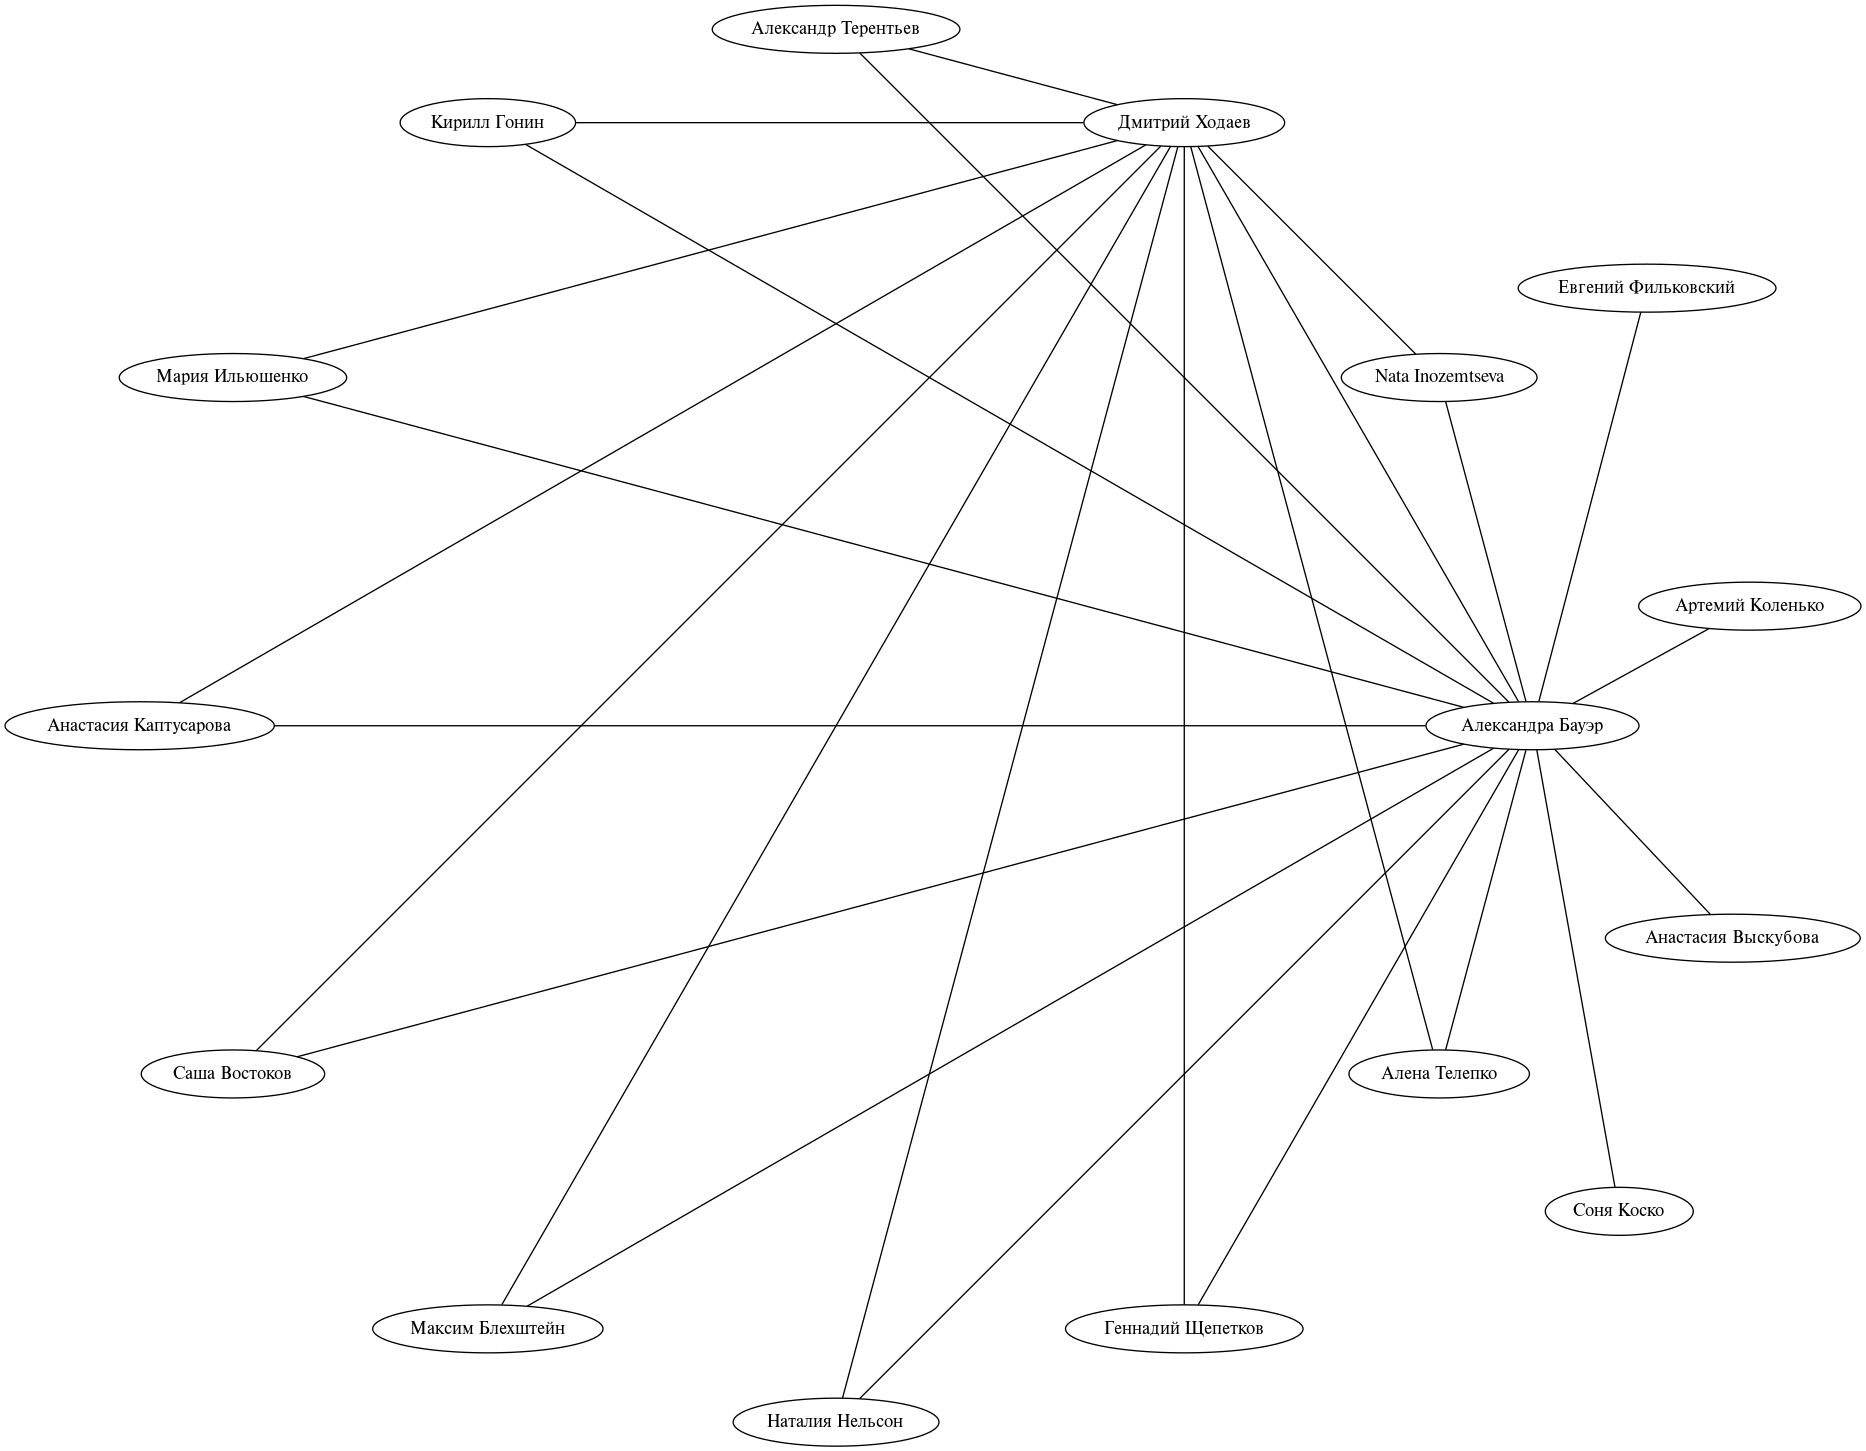 Александр Терентьев
Кирилл Гонин
Дмитрий Ходаев
Евгений Фильковский
Мария Ильюшенко
Nata Inozemtseva
Артемий Коленько
Анастасия Каптусарова
Александра Бауэр
Анастасия Выскубова
Саша Востоков
Алена Телепко
Соня Коско
Максим Блехштейн
Геннадий Щепетков
Наталия Нельсон